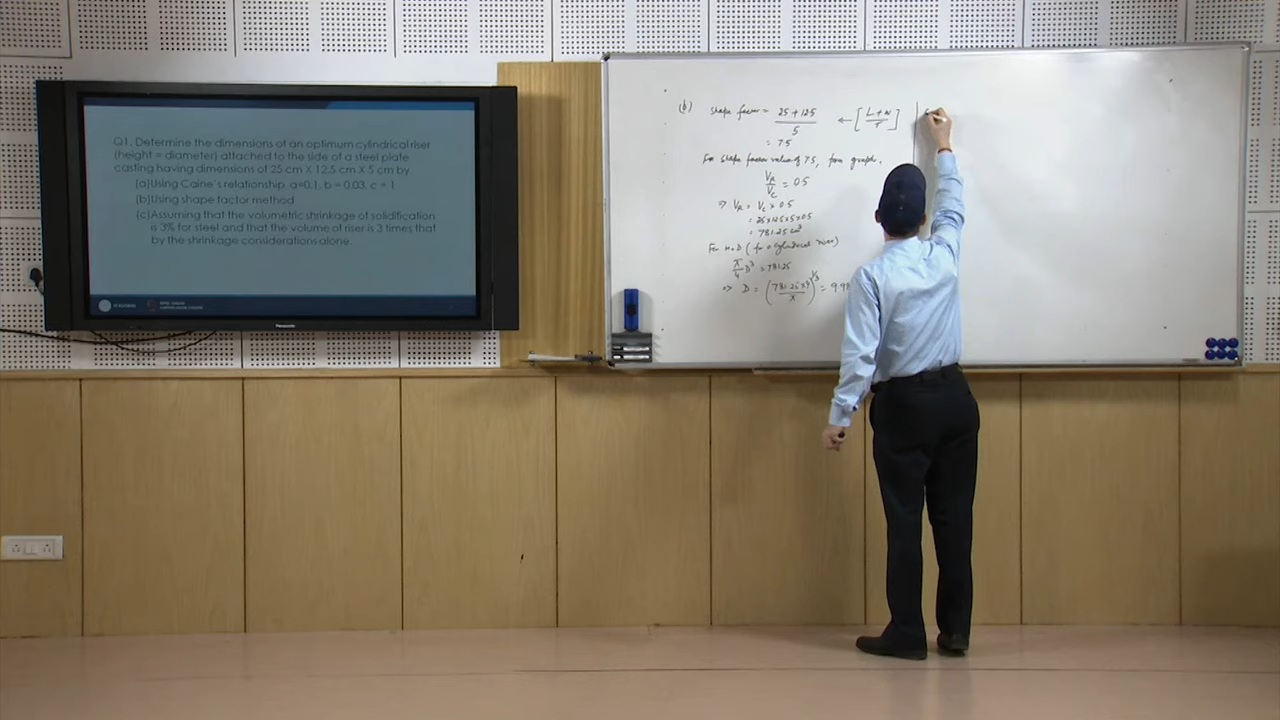 Q1. Determine the dimensions of an optimum cylindrical riser
(height = diameter) attached to the side of a steel plate
casting having dimensions of 25 cm X 12.5 cm X 5 cm by
(a)Using Caine's relationship, a=0.1, b = 0.03, c = 1
(b)Using shape factor method
(c)Assuming that the volumetric shrinkage of solidification
is 3% for steel and that the volume of riser is 3 times that
by the shrinkage considerations alone.
Panasonic
(b) Shape factor = (25 + 12.5) / 5 ← [(L + W) / T]
= 7.5
For shape factor value of 7.5, from graph,
V_R / V_C = 0.5
⇒ V_R = V_C × 0.5
= 25×12.5×5×0.5
= 781.25 cm³
For H=D (for a cylindrical riser)
π/4 D³ = 781.25
⇒ D = (781.25×4 / π)^1/3 = 9.9